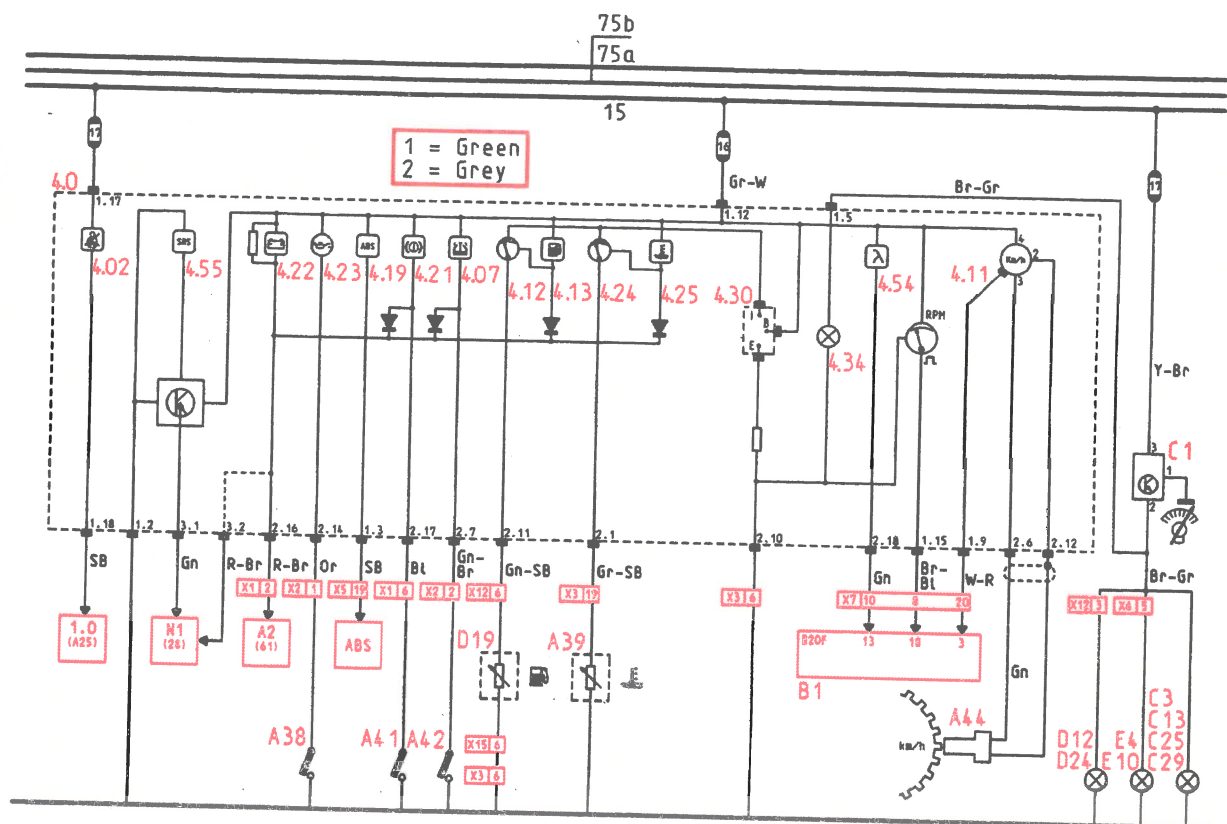 75b
75a
15
17
16
17
1 = Green
2 = Grey
4.0
1.17
Gr-W
1.12
Br-Gr
1.5
SRS
ABS
λ
4
Km/h
2
3
4.02
4.55
4.22
4.23
4.19
4.21
4.07
4.12
4.13
4.24
4.25
4.30
4.54
4.11
B
E
RPM
4.34
Y-Br
C1
3
1
2
1.18
1.2
3.1
3.2
2.16
2.14
1.3
2.17
2.7
2.11
2.1
2.10
2.18
1.15
1.9
2.6
2.12
SB
Gn
R-Br
R-Br
Or
SB
Bl
Gn-
Br
Gn-SB
Gr-SB
Gn
Br-
Bl
W-R
Br-Gr
X1 2
X2 1
X5 19
X1 6
X2 2
X12 6
X3 17
X3 6
X7 10 8 20
X12 3
X6 5
1.0
(A25)
N1
(28)
A2
(61)
ABS
D19
A39
B20F 13 18 3
B1
Gn
A38
A41
A42
X15 6
X3 6
km/h
A44
C3
C13
D12
E4
C25
D24
E10
C29